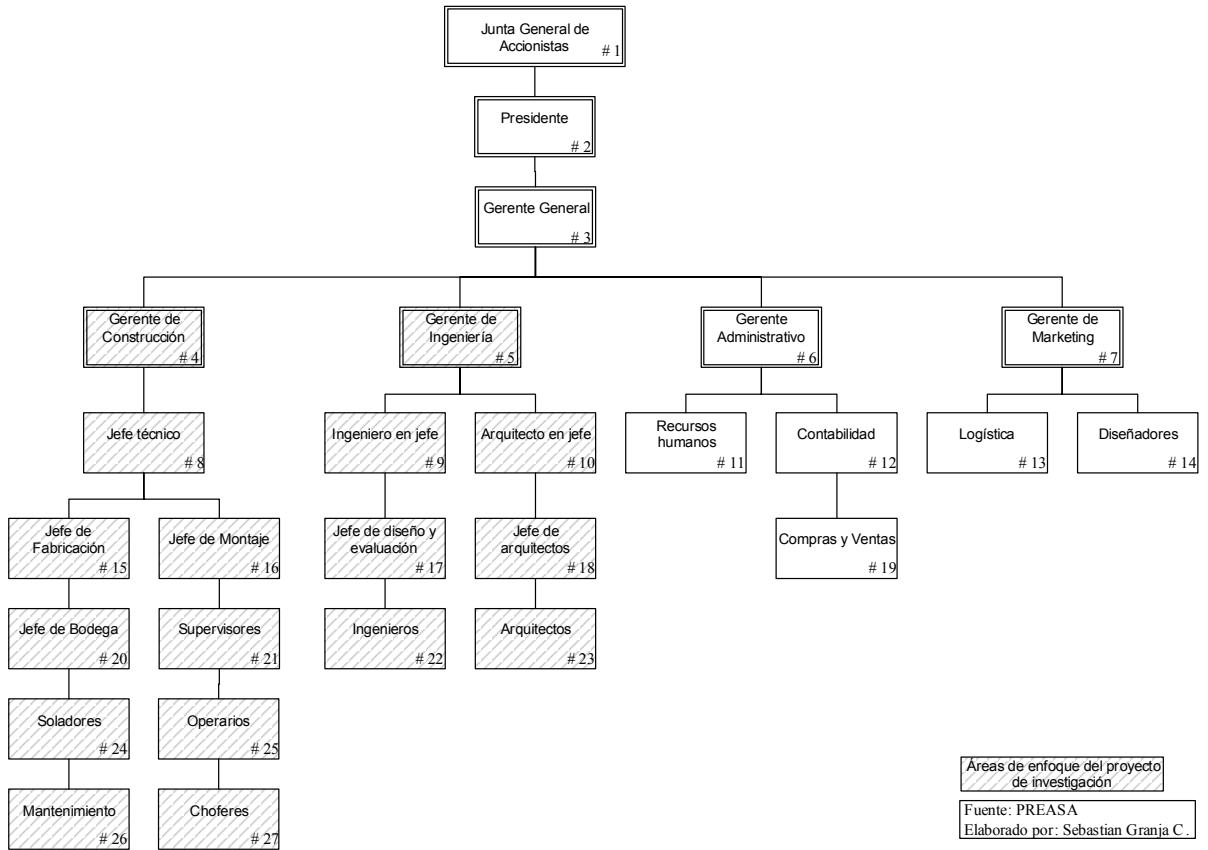 Junta General de
Accionistas
# 1
Presidente
# 2
Gerente General
# 3
Gerente de
Construcción
# 4
Gerente de
Ingeniería
# 5
Gerente
Administrativo
# 6
Gerente de
Marketing
# 7
Jefe técnico
# 8
Ingeniero en jefe
# 9
Arquitecto en jefe
# 10
Recursos
humanos
# 11
Contabilidad
# 12
Logística
# 13
Diseñadores
# 14
Jefe de
Fabricación
# 15
Jefe de Montaje
# 16
Jefe de diseño y
evaluación
# 17
Jefe de
arquitectos
# 18
Compras y Ventas
# 19
Jefe de Bodega
# 20
Supervisores
# 21
Ingenieros
# 22
Arquitectos
# 23
Soladores
# 24
Operarios
# 25
Mantenimiento
# 26
Choferes
# 27
Áreas de enfoque del proyecto
de investigación
Fuente: PREASA
Elaborado por: Sebastian Granja C.